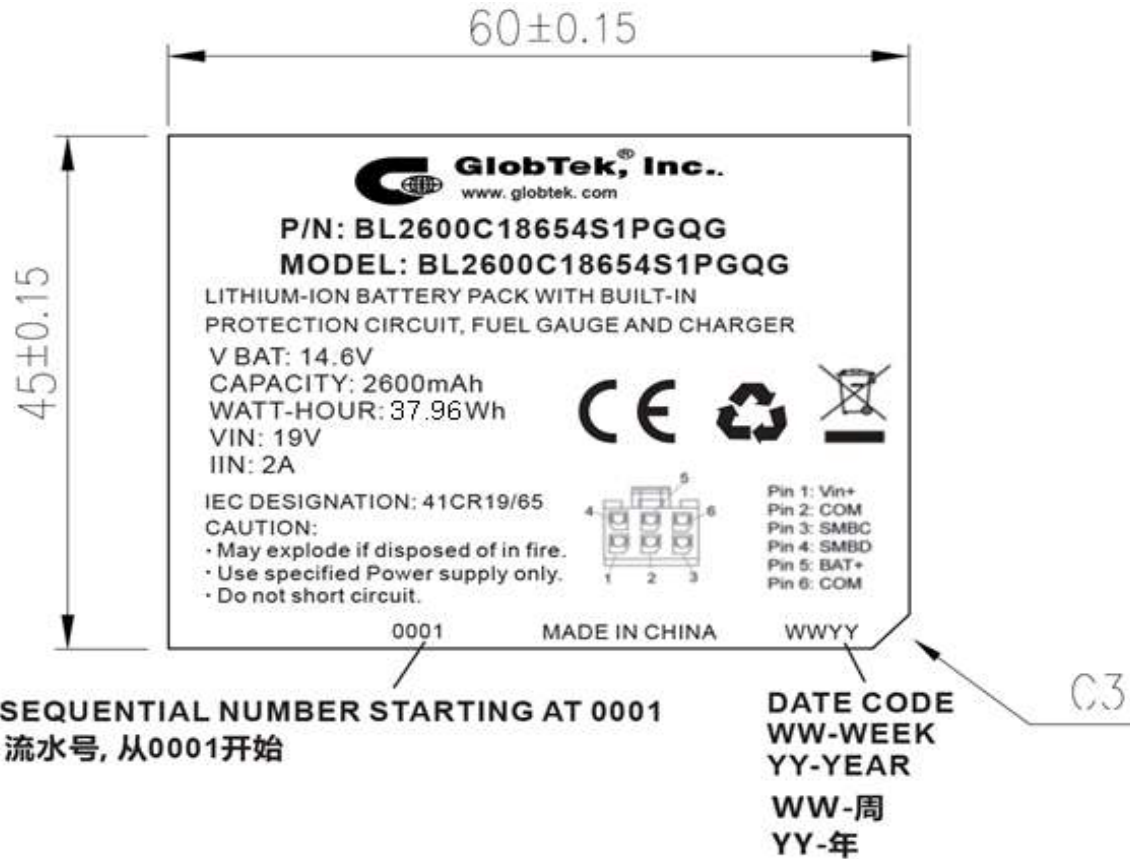 60±0.15
45±0.15
GlobTek,® Inc..
www. globtek. com
P/N: BL2600C18654S1PGQG
MODEL: BL2600C18654S1PGQG
LITHIUM-ION BATTERY PACK WITH BUILT-IN
PROTECTION CIRCUIT, FUEL GAUGE AND CHARGER
V BAT: 14.6V
CAPACITY: 2600mAh
WATT-HOUR: 37.96Wh
VIN: 19V
IIN: 2A
CE
IEC DESIGNATION: 41CR19/65
CAUTION:
· May explode if disposed of in fire.
· Use specified Power supply only.
· Do not short circuit.
5
4 6
1 2 3
Pin 1: Vin+
Pin 2: COM
Pin 3: SMBC
Pin 4: SMBD
Pin 5: BAT+
Pin 6: COM
0001 MADE IN CHINA WWYY
C3
SEQUENTIAL NUMBER STARTING AT 0001
流水号, 从0001开始
DATE CODE
WW-WEEK
YY-YEAR
WW-周
YY-年